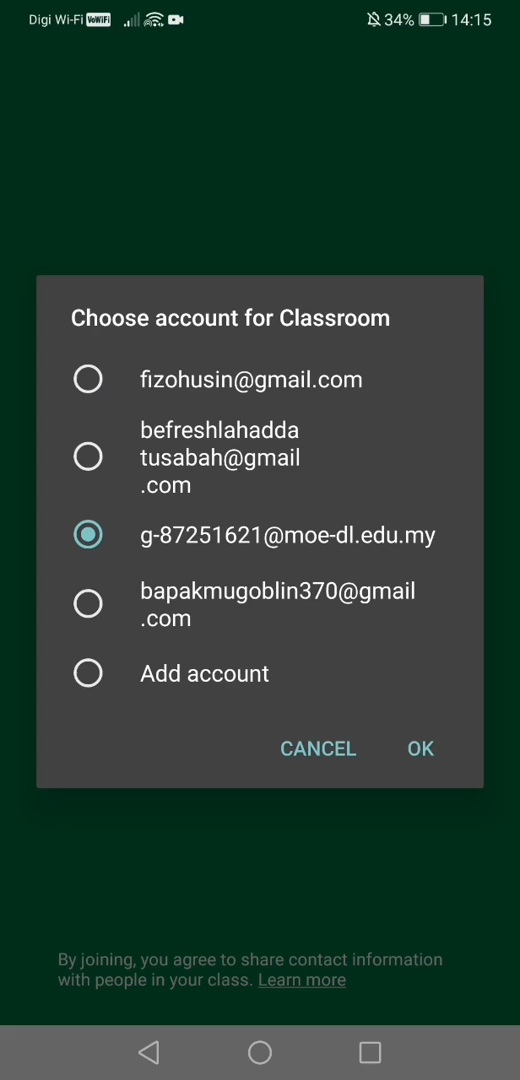 Digi Wi-Fi VoWiFi 34% 14:15
Choose account for Classroom
fizohusin@gmail.com
befreshlahadda
tusabah@gmail
.com
g-87251621@moe-dl.edu.my
bapakmugoblin370@gmail
.com
Add account
CANCEL OK
By joining, you agree to share contact information
with people in your class. Learn more